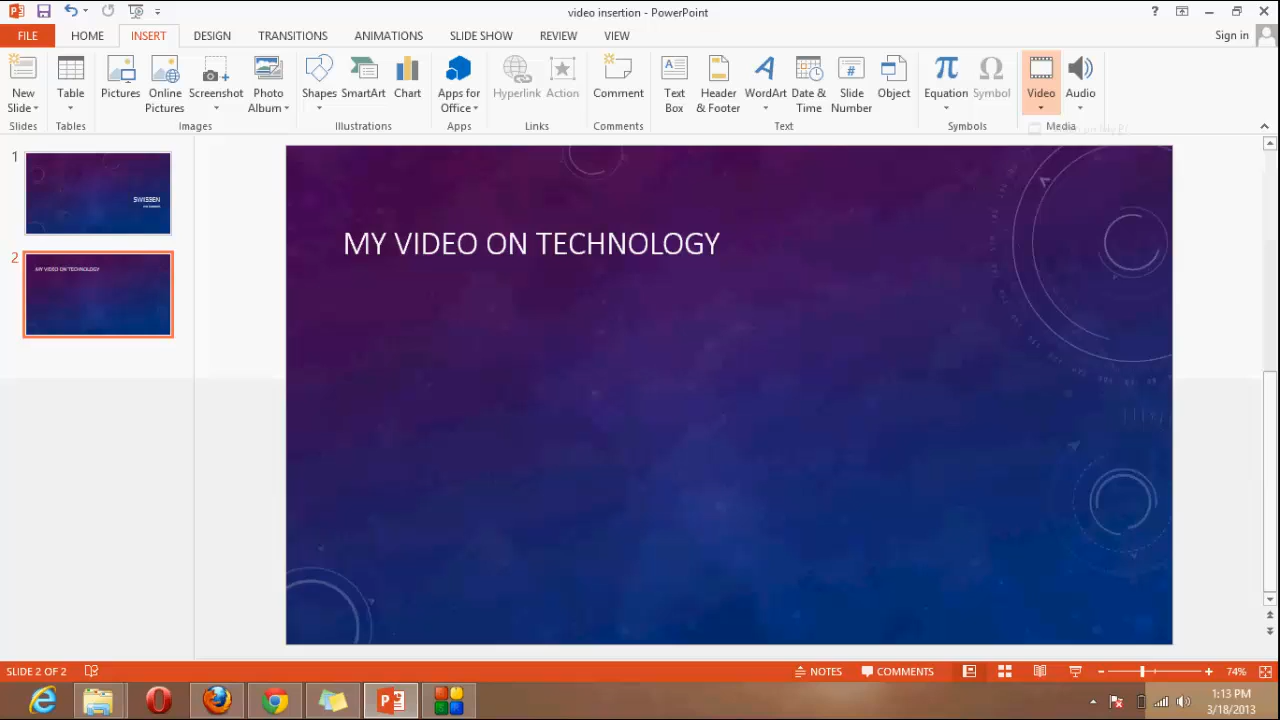 video insertion - PowerPoint
?
FILE HOME INSERT DESIGN TRANSITIONS ANIMATIONS SLIDE SHOW REVIEW VIEW Sign in
New Slide
Table
Pictures
Online Pictures
Screenshot
Photo Album
Shapes
SmartArt
Chart
Apps for Office
Hyperlink
Action
Comment
Text Box
Header & Footer
WordArt
Date & Time
Slide Number
Object
Equation
Symbol
Video
Audio
Slides Tables Images Illustrations Apps Links Comments Text Symbols Media
1
SWISSEN
2
MY VIDEO ON TECHNOLOGY
MY VIDEO ON TECHNOLOGY
SLIDE 2 OF 2 NOTES COMMENTS 74%
1:13 PM
3/18/2013